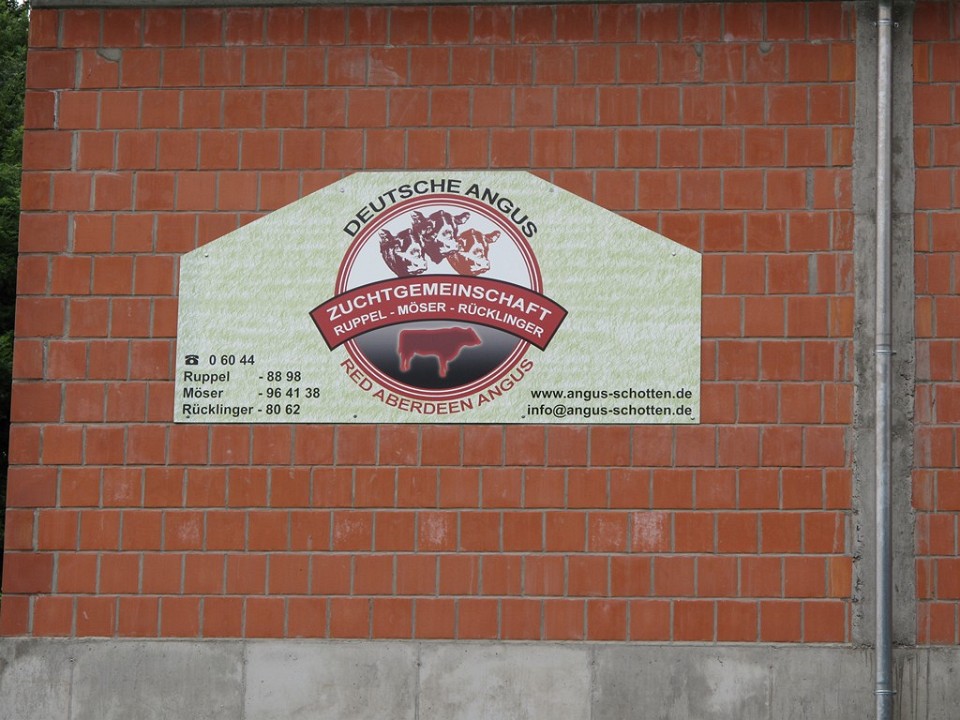 DEUTSCHE ANGUS
ZUCHTGEMEINSCHAFT
RUPPEL - MÖSER - RÜCKLINGER
RED ABERDEEN ANGUS
☎ 0 60 44
Ruppel - 88 98
Möser - 96 41 38
Rücklinger - 80 62
www.angus-schotten.de
info@angus-schotten.de